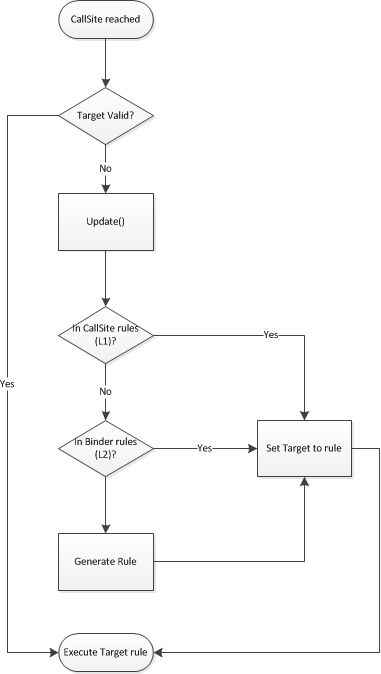 CallSite reached
Target Valid?
No
Update()
In CallSite rules
(L1)?
Yes
Yes
No
In Binder rules
(L2)?
Yes
Set Target to rule
Generate Rule
Execute Target rule